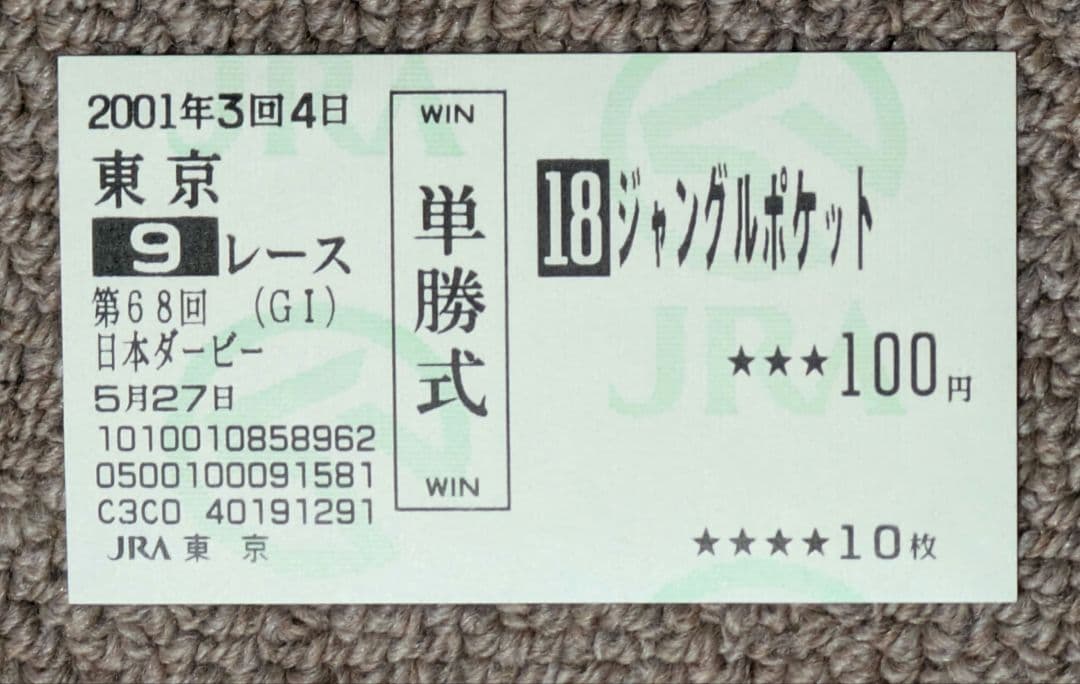 2001年3回4日
東京
9レース
第68回 (GI)
日本ダービー
5月27日
1010010858962
0500100091581
C3C0 40191291
JRA 東 京
WIN
単勝式
WIN
18 ジャングルポケット
★★★100円
★★★★10枚
JRA
JRA